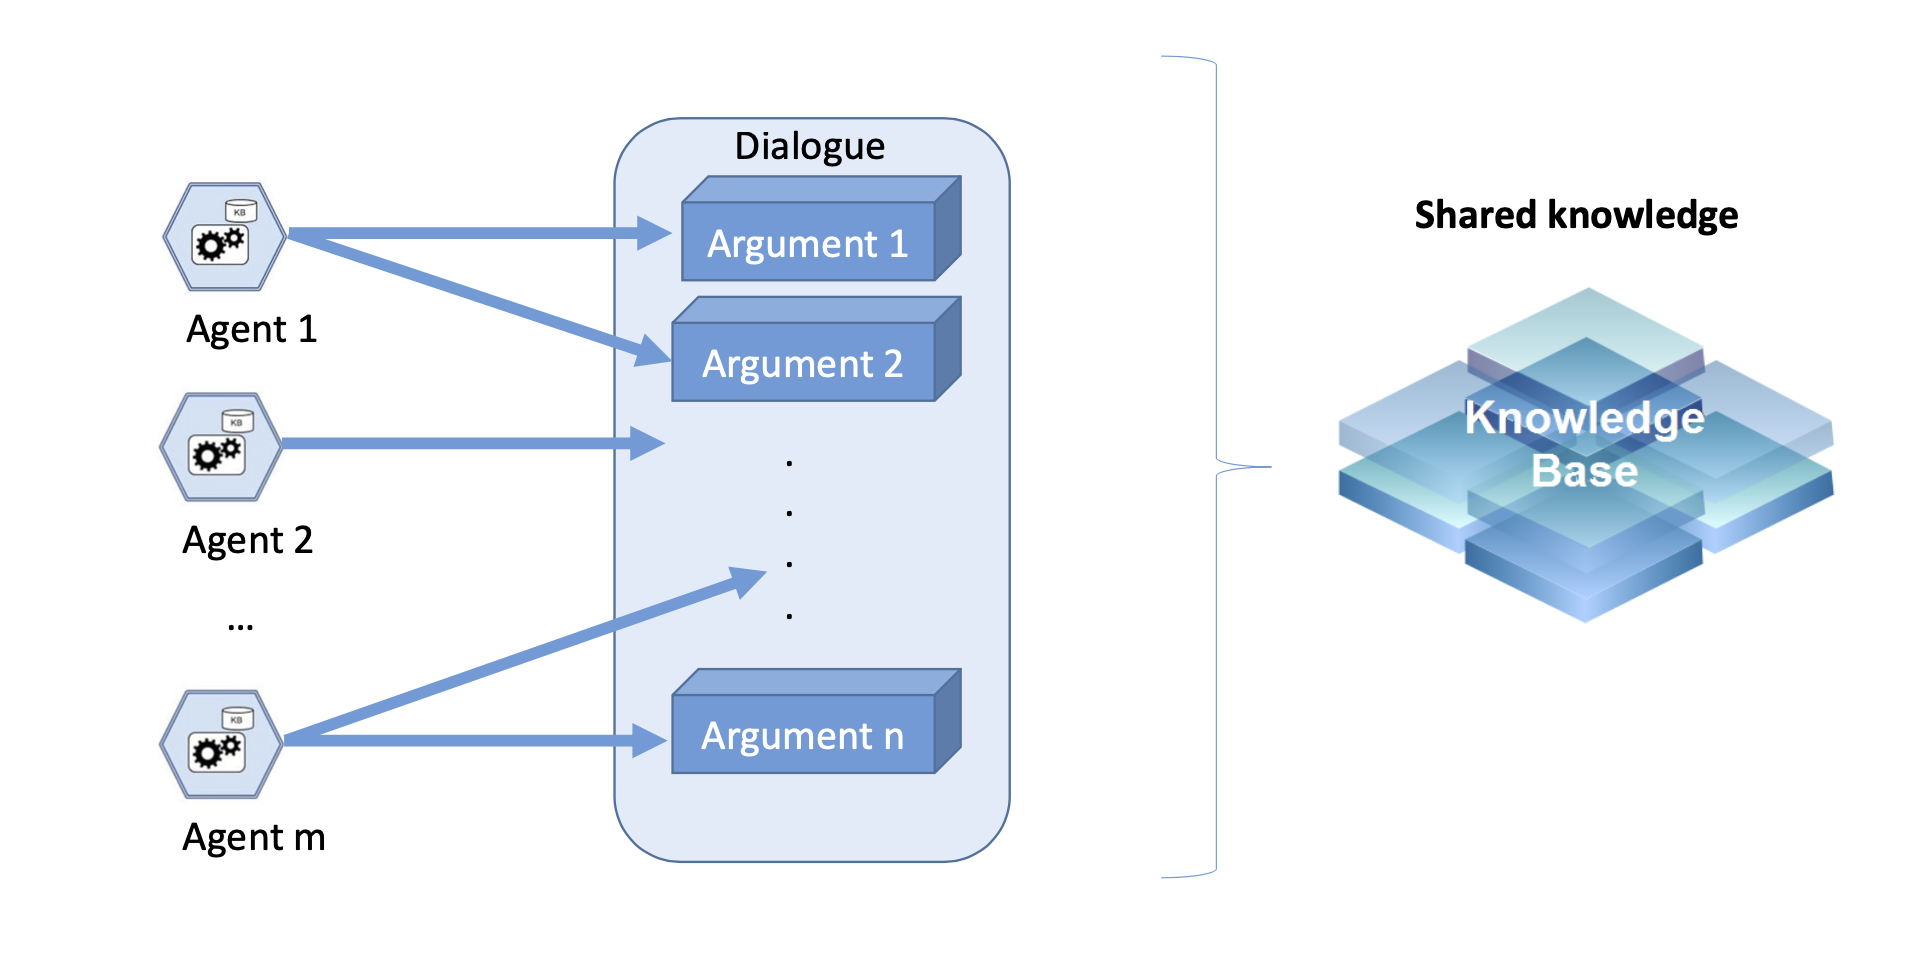 Dialogue
KB
Argument 1
Agent 1
Argument 2
KB
Agent 2
...
KB
Argument n
Agent m
Shared knowledge
Knowledge
Base